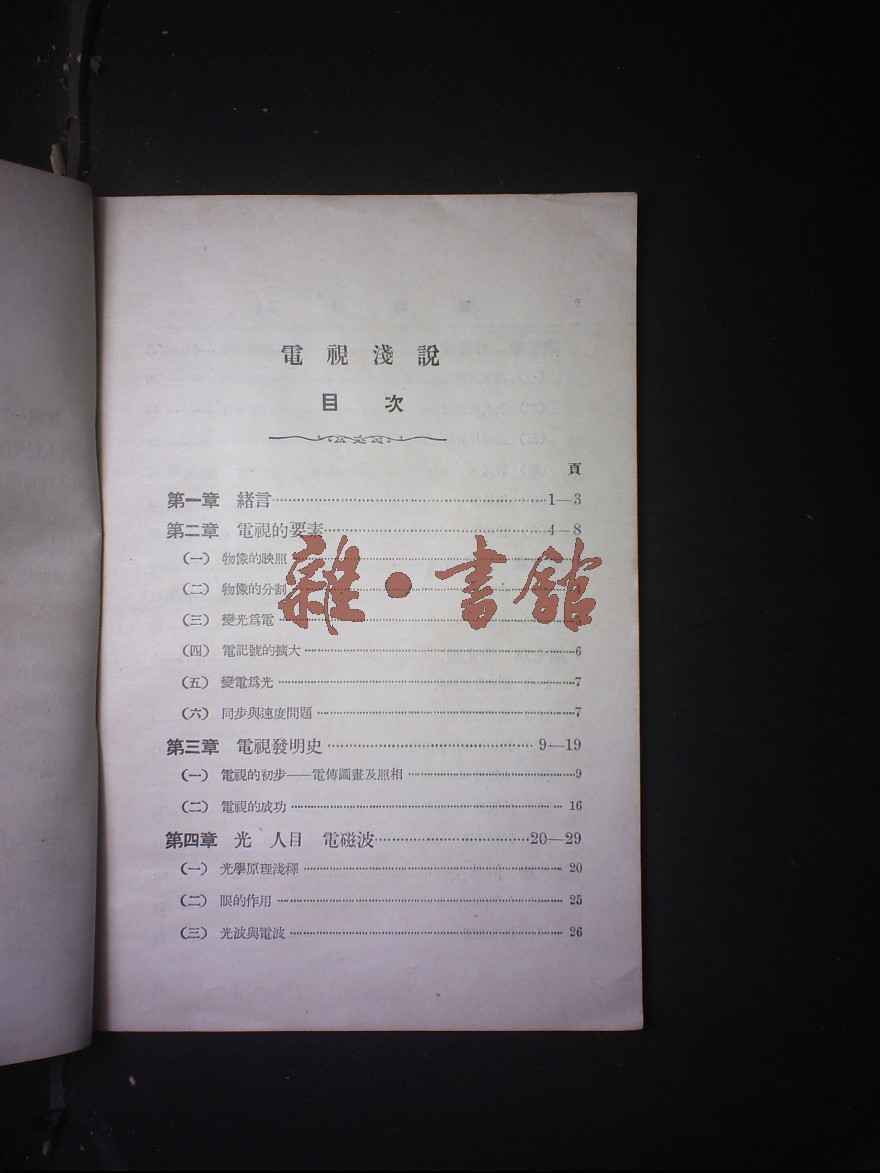 電視淺說
目次
頁
第一章 緒言 1—3
第二章 電視的要素 4—8
(一) 物像的映照
(二) 物像的分割
(三) 變光爲電 5
(四) 電記號的擴大 6
(五) 變電爲光 7
(六) 同步與速度問題 7
第三章 電視發明史 9—19
(一) 電視的初步——電傳圖畫及照相 9
(二) 電視的成功 16
第四章 光 人目 電磁波 20—29
(一) 光學原理淺釋 20
(二) 眼的作用 25
(三) 光波與電波 26
雜·書館